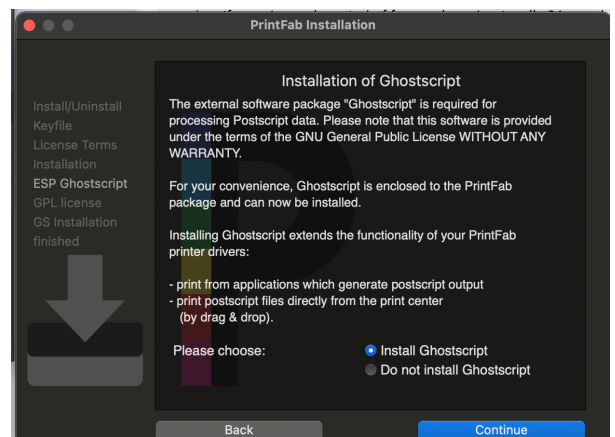 PrintFab Installation
Install/Uninstall
Keyfile
License Terms
Installation
ESP Ghostscript
GPL license
GS Installation
finished
Installation of Ghostscript
The external software package "Ghostscript" is required for
processing Postscript data. Please note that this software is provided
under the terms of the GNU General Public License WITHOUT ANY
WARRANTY.
For your convenience, Ghostscript is enclosed to the PrintFab
package and can now be installed.
Installing Ghostscript extends the functionality of your PrintFab
printer drivers:
- print from applications which generate postscript output
- print postscript files directly from the print center
(by drag & drop).
Please choose:
Install Ghostscript
Do not install Ghostscript
Back
Continue